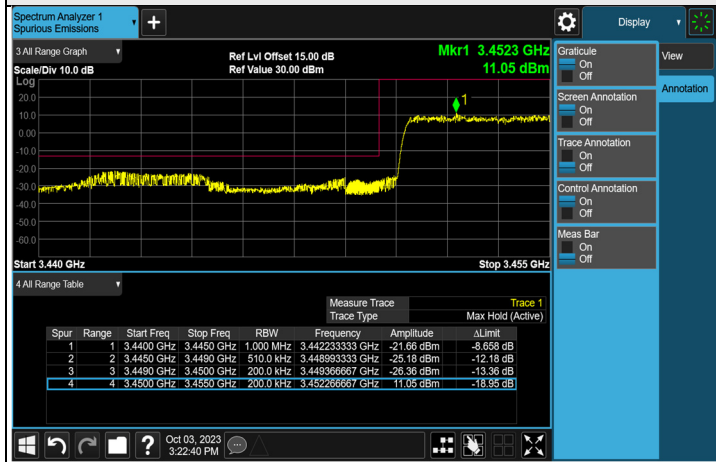 Spectrum Analyzer 1
Spurious Emissions
Display
3 All Range Graph
Ref Lvl Offset 15.00 dB
Mkr1 3.4523 GHz
Scale/Div 10.0 dB
Ref Value 30.00 dBm
11.05 dBm
Log
1
20.0
10.0
0.00
-10.0
-20.0
-30.0
-40.0
-50.0
-60.0
Start 3.440 GHz
Stop 3.455 GHz
4 All Range Table
Measure Trace Trace 1
Trace Type Max Hold (Active)
Spur Range Start Freq Stop Freq RBW Frequency Amplitude ΔLimit
1 1 3.4400 GHz 3.4450 GHz 1.000 MHz 3.442233333 GHz -21.66 dBm -8.658 dB
2 2 3.4450 GHz 3.4490 GHz 510.0 kHz 3.448993333 GHz -25.18 dBm -12.18 dB
3 3 3.4490 GHz 3.4500 GHz 200.0 kHz 3.449366667 GHz -26.36 dBm -13.36 dB
4 4 3.4500 GHz 3.4550 GHz 200.0 kHz 3.452266667 GHz 11.05 dBm -18.95 dB
Graticule
On
Off
Screen Annotation
On
Off
Trace Annotation
On
Off
Control Annotation
On
Off
Meas Bar
On
Off
View
Annotation
?
Oct 03, 2023
3:22:40 PM